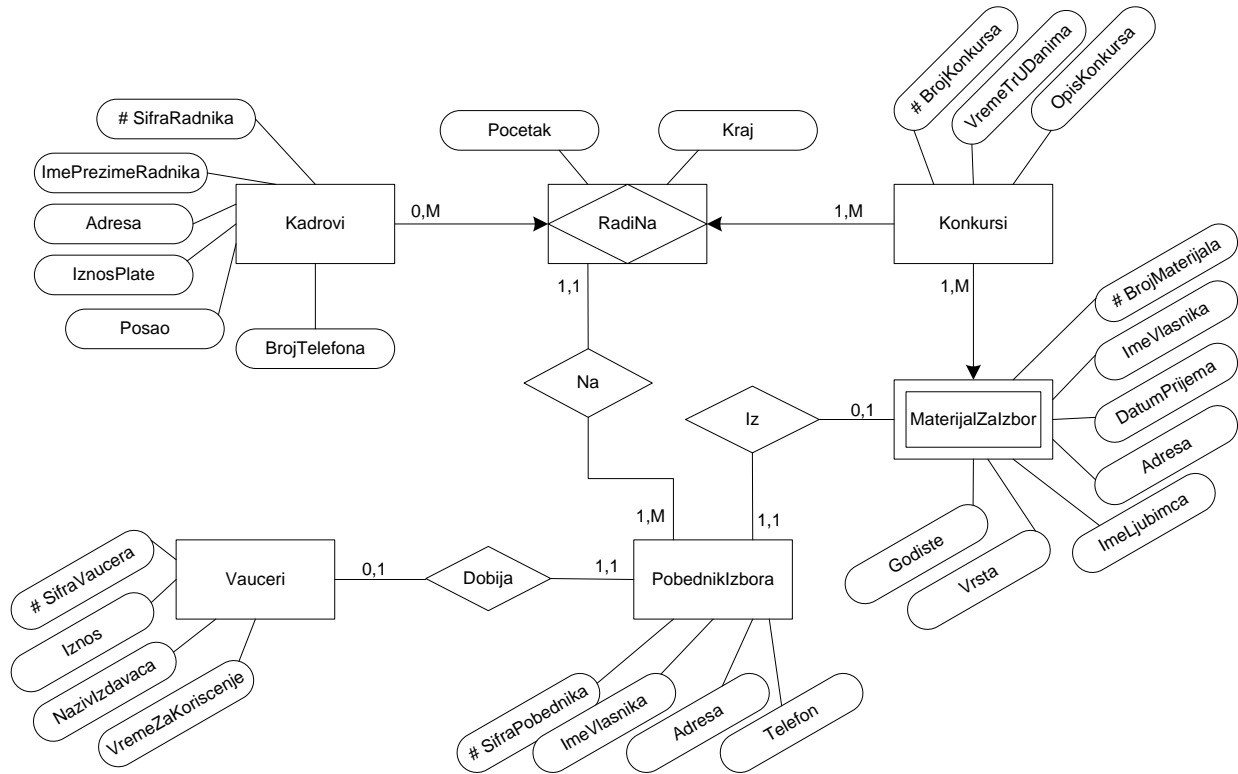 # SifraRadnika
ImePrezimeRadnika
Adresa
IznosPlate
Posao
BrojTelefona
Kadrovi
0,M
Pocetak
Kraj
RadiNa
1,M
# BrojKonkursa
VremeTrUDanima
OpisKonkursa
Konkursi
1,1
1,M
Na
Iz
0,1
# BrojMaterijala
ImeVlasnika
DatumPrijema
Adresa
ImeLjubimca
Vrsta
Godiste
MaterijalZaIzbor
1,M
1,1
# SifraVaucera
Iznos
NazivIzdavaca
VremeZaKoriscenje
Vauceri
0,1
Dobija
1,1
PobednikIzbora
# SifraPobednika
ImeVlasnika
Adresa
Telefon